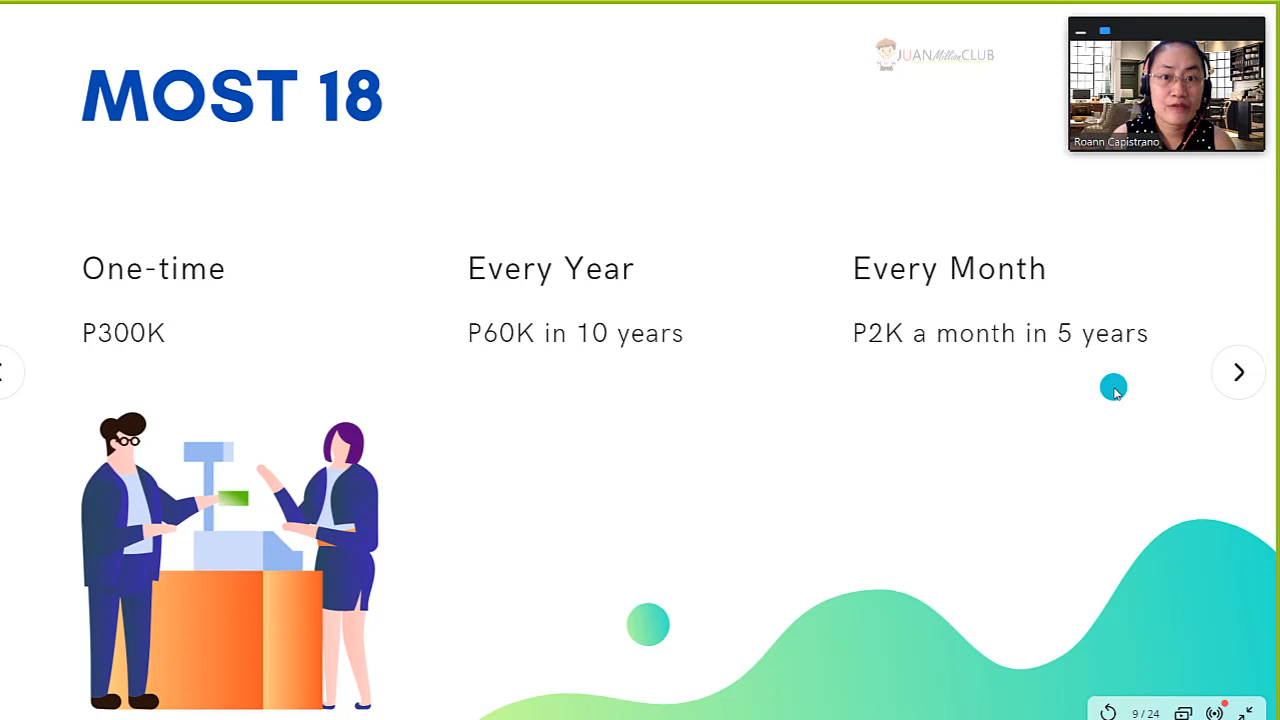 JUAN Million CLUB
Roann Capistrano
MOST 18
One-time
P300K
Every Year
P60K in 10 years
Every Month
P2K a month in 5 years
9 / 24